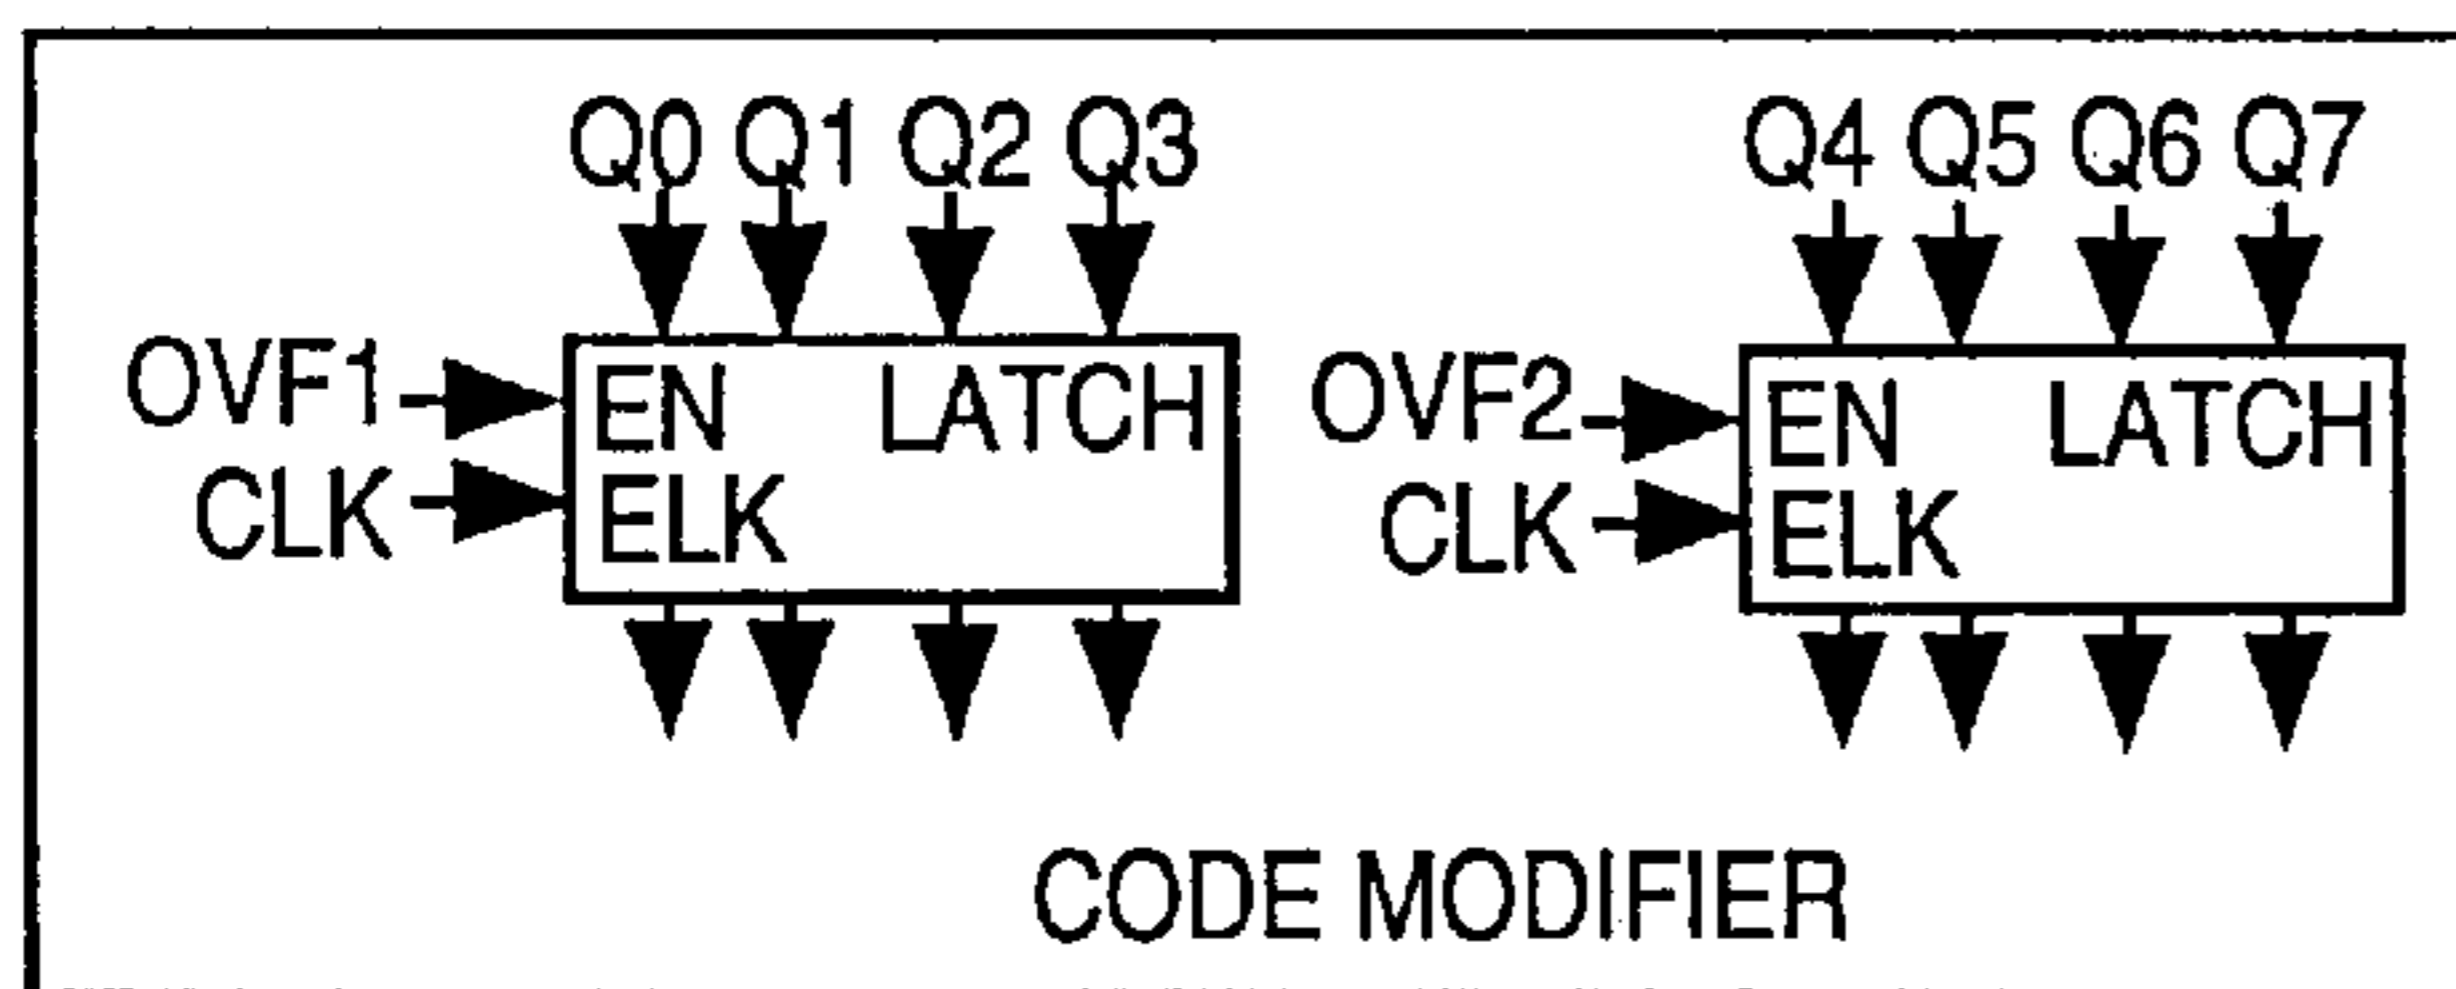 Q0 Q1 Q2 Q3 Q4 Q5 Q6 Q7
OVF1 EN LATCH OVF2 EN LATCH
CLK ELK CLK ELK
CODE MODIFIER